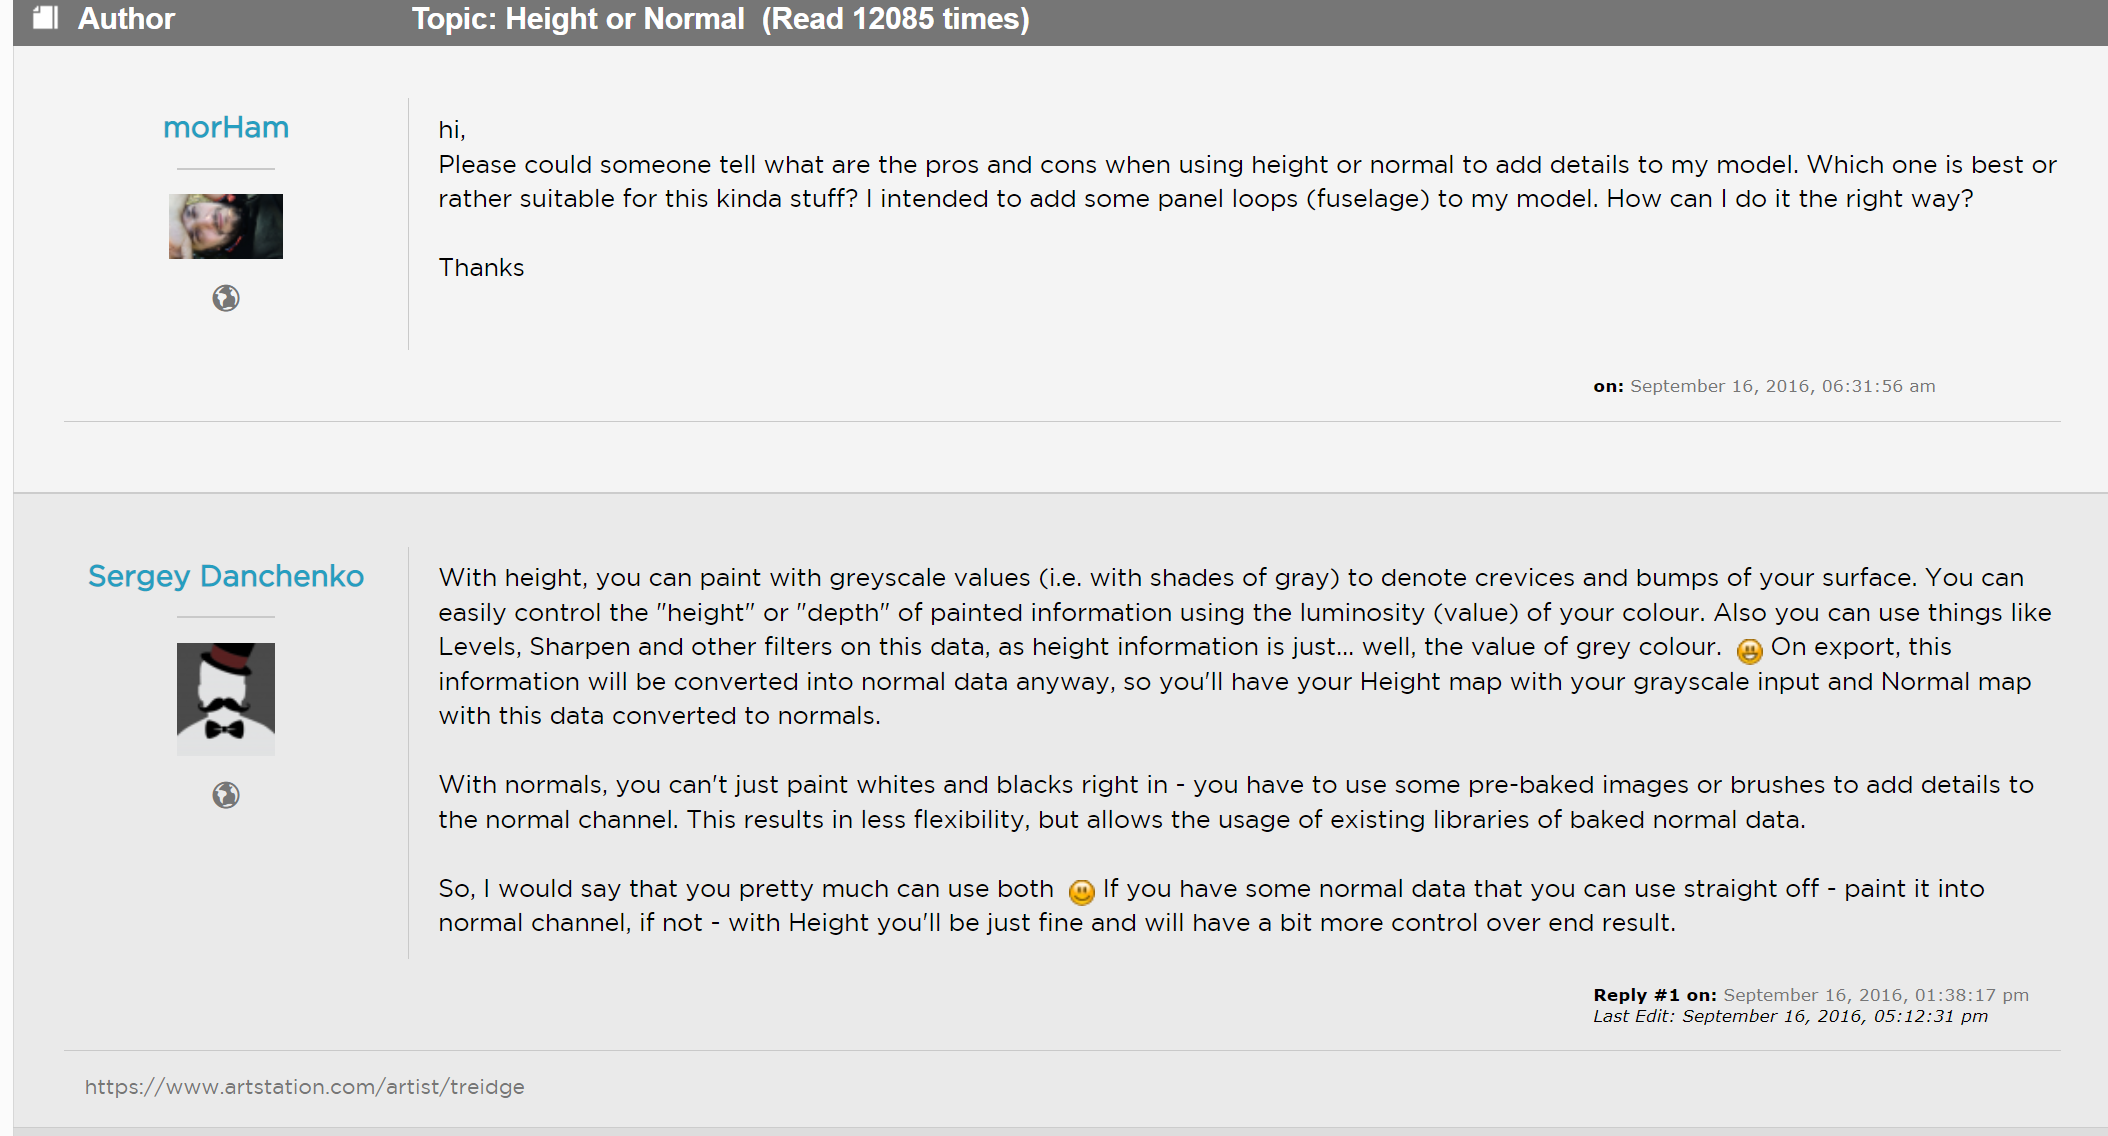 Author Topic: Height or Normal (Read 12085 times)
morHam
hi,
Please could someone tell what are the pros and cons when using height or normal to add details to my model. Which one is best or
rather suitable for this kinda stuff? I intended to add some panel loops (fuselage) to my model. How can I do it the right way?
Thanks
on: September 16, 2016, 06:31:56 am
Sergey Danchenko
With height, you can paint with greyscale values (i.e. with shades of gray) to denote crevices and bumps of your surface. You can
easily control the "height" or "depth" of painted information using the luminosity (value) of your colour. Also you can use things like
Levels, Sharpen and other filters on this data, as height information is just... well, the value of grey colour. On export, this
information will be converted into normal data anyway, so you'll have your Height map with your grayscale input and Normal map
with this data converted to normals.
With normals, you can't just paint whites and blacks right in - you have to use some pre-baked images or brushes to add details to
the normal channel. This results in less flexibility, but allows the usage of existing libraries of baked normal data.
So, I would say that you pretty much can use both If you have some normal data that you can use straight off - paint it into
normal channel, if not - with Height you'll be just fine and will have a bit more control over end result.
Reply #1 on: September 16, 2016, 01:38:17 pm
Last Edit: September 16, 2016, 05:12:31 pm
https://www.artstation.com/artist/treidge